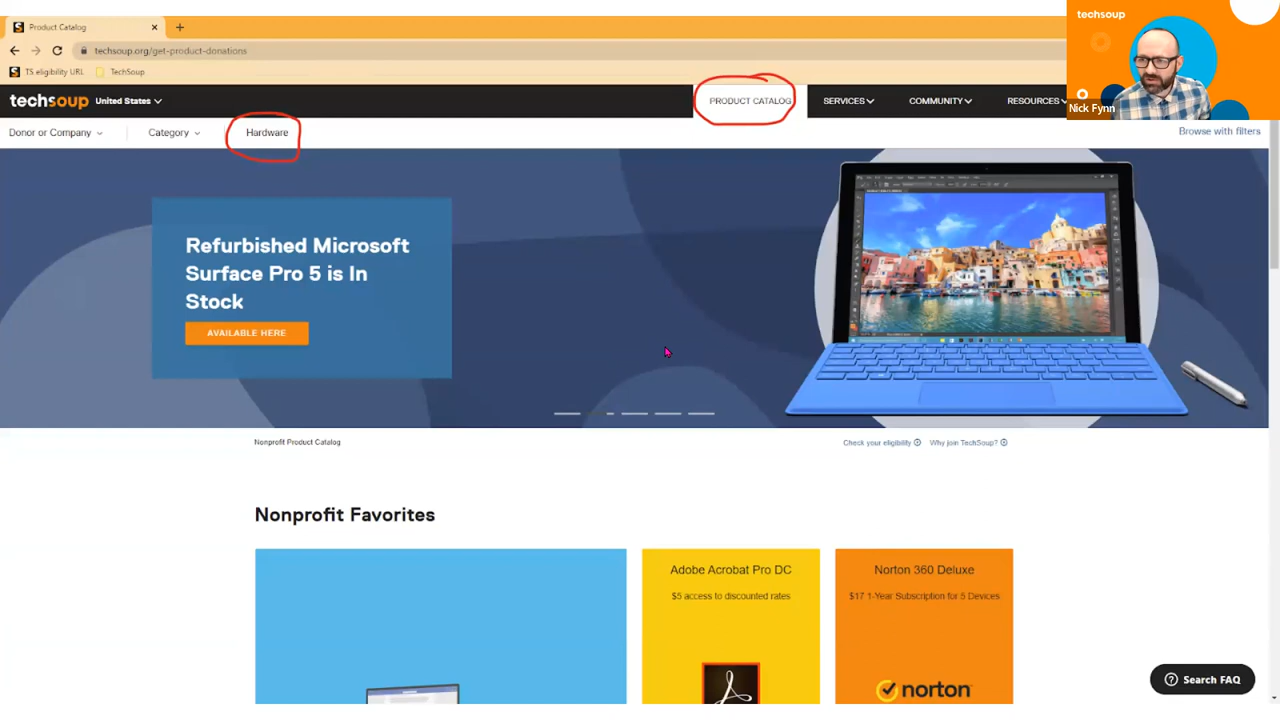 Product Catalog
techsoup
techsoup.org/get-product-donations
TS eligibility URL
TechSoup
Nick Fynn
techsoup United States
PRODUCT CATALOG
SERVICES
COMMUNITY
RESOURCES
Donor or Company
Category
Hardware
Browse with filters
Refurbished Microsoft
Surface Pro 5 is In
Stock
AVAILABLE HERE
Nonprofit Product Catalog
Check your eligibility
Why join TechSoup?
Nonprofit Favorites
Adobe Acrobat Pro DC
$5 access to discounted rates
Norton 360 Deluxe
$17 1-Year Subscription for 5 Devices
norton
Search FAQ